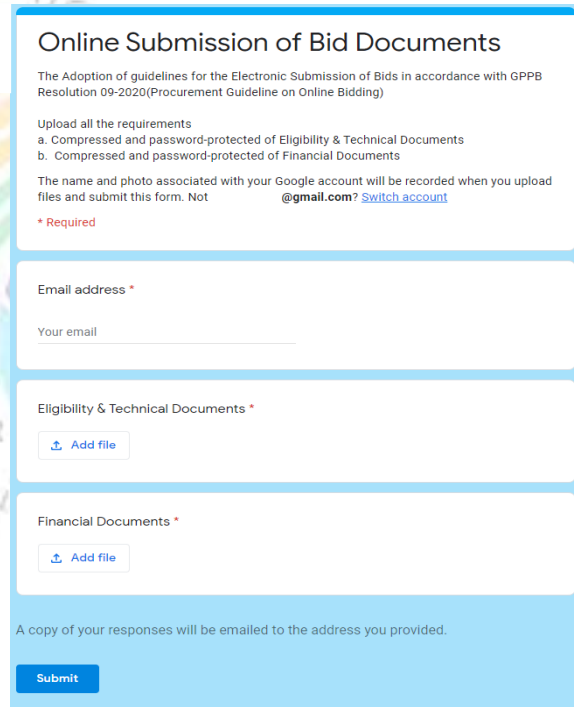 Online Submission of Bid Documents
The Adoption of guidelines for the Electronic Submission of Bids in accordance with GPPB
Resolution 09-2020(Procurement Guideline on Online Bidding)
Upload all the requirements
a. Compressed and password-protected of Eligibility & Technical Documents
b. Compressed and password-protected of Financial Documents
The name and photo associated with your Google account will be recorded when you upload
files and submit this form. Not @gmail.com? Switch account
* Required
Email address *
Your email
Eligibility & Technical Documents *
Add file
Financial Documents *
Add file
A copy of your responses will be emailed to the address you provided.
Submit